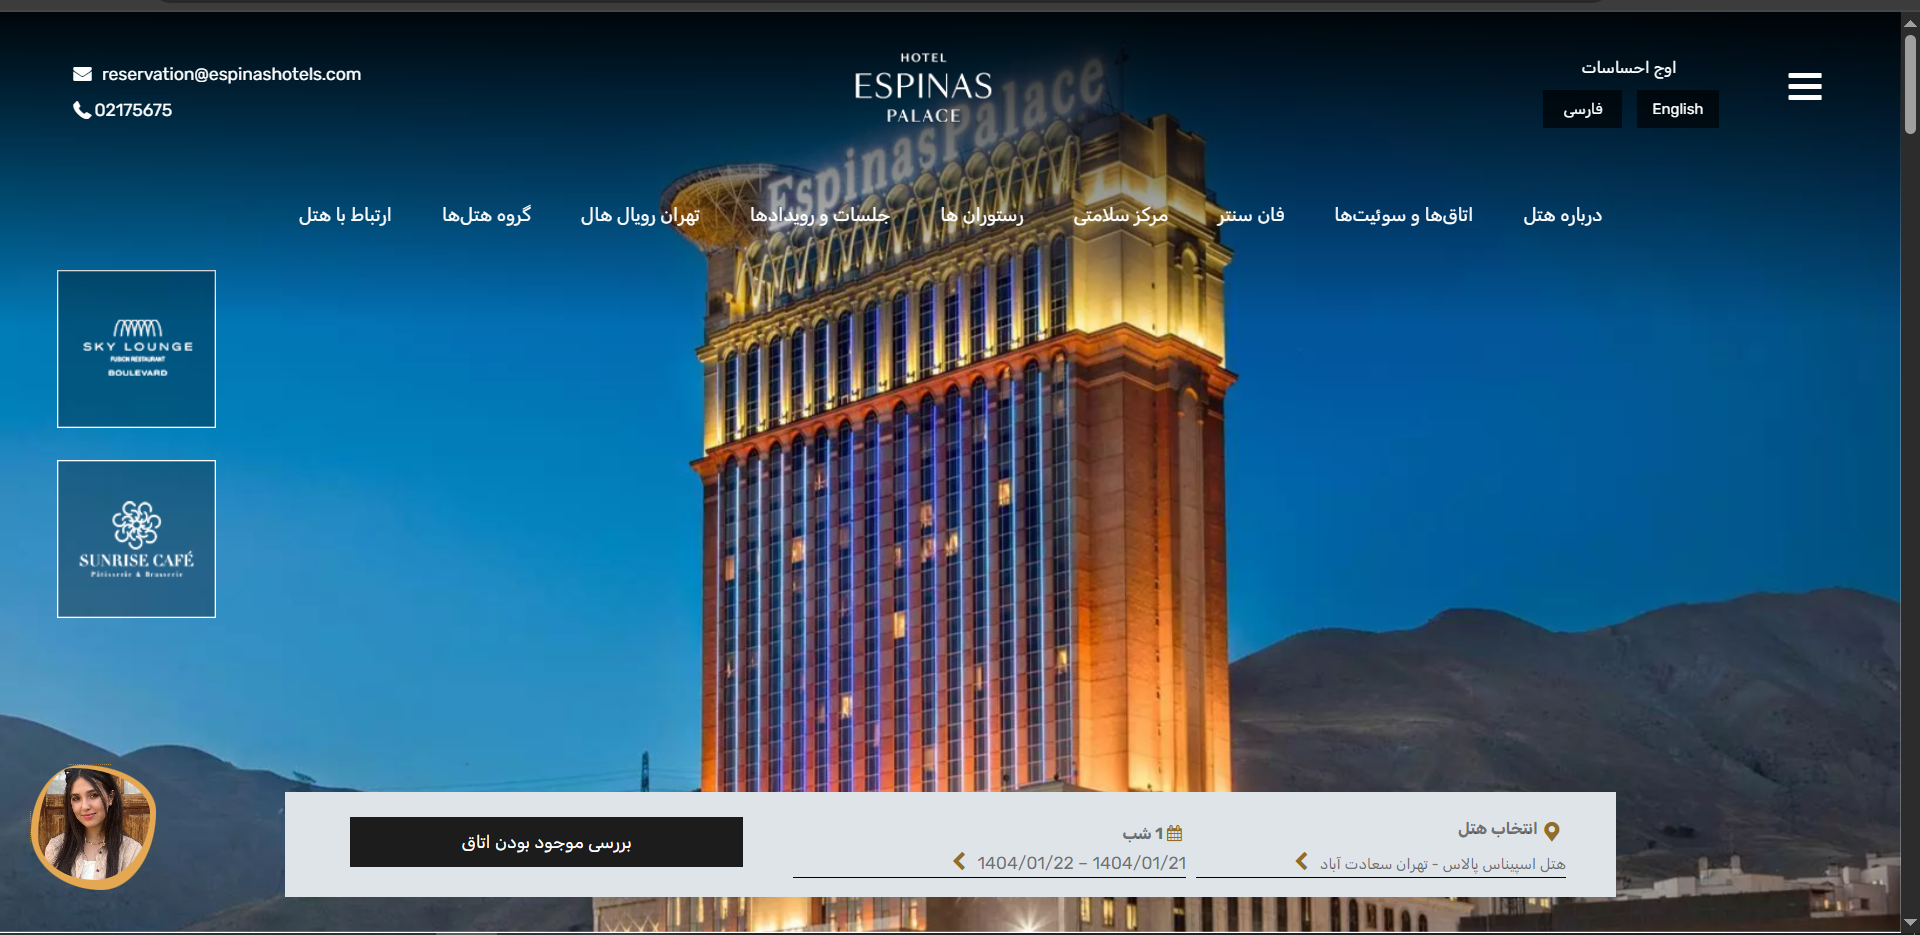 reservation@espinashotels.com
02175675
HOTEL
ESPINAS
PALACE
اوج احساسات
فارسی
English
EspinasPalace
درباره هتل
اتاق‌ها و سوئیت‌ها
فان سنتر
مرکز سلامتی
رستوران ها
جلسات و رویدادها
تهران رویال هال
گروه هتل‌ها
ارتباط با هتل
SKY LOUNGE
FUSION RESTAURANT
BOULEVARD
SUNRISE CAFÉ
Pâtisserie & Brasserie
انتخاب هتل
هتل اسپیناس پالاس - تهران سعادت آباد
1 شب
1404/01/21 – 1404/01/22
بررسی موجود بودن اتاق